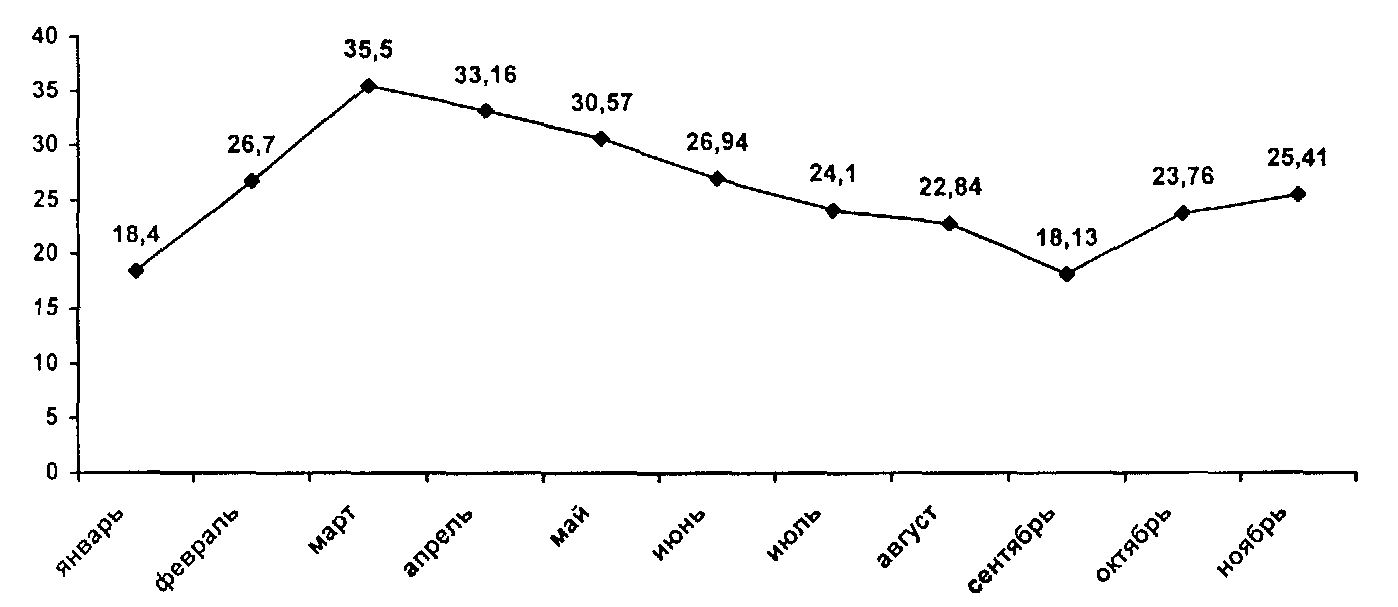 40
35
30
25
20
15
10
5
0
18,4
26,7
35,5
33,16
30,57
26,94
24,1
22,84
18,13
23,76
25,41
январь
февраль
март
апрель
май
июнь
июль
август
сентябрь
октябрь
ноябрь